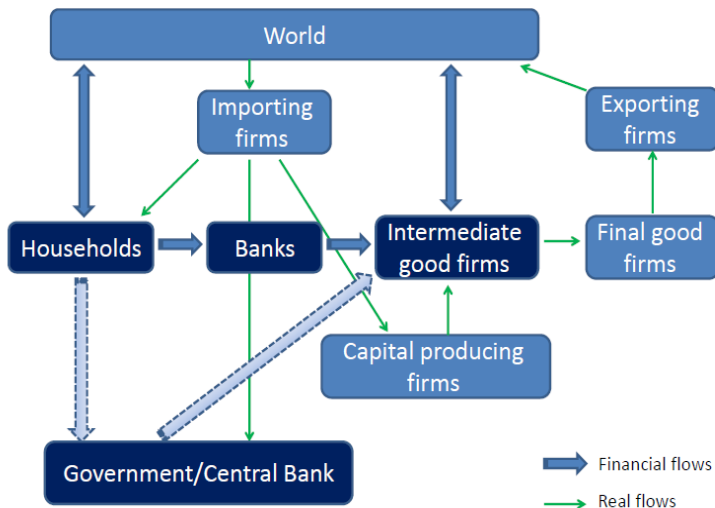 World
Importing
firms
Exporting
firms
Households
Banks
Intermediate
good firms
Final good
firms
Capital producing
firms
Government/Central Bank
Financial flows
Real flows